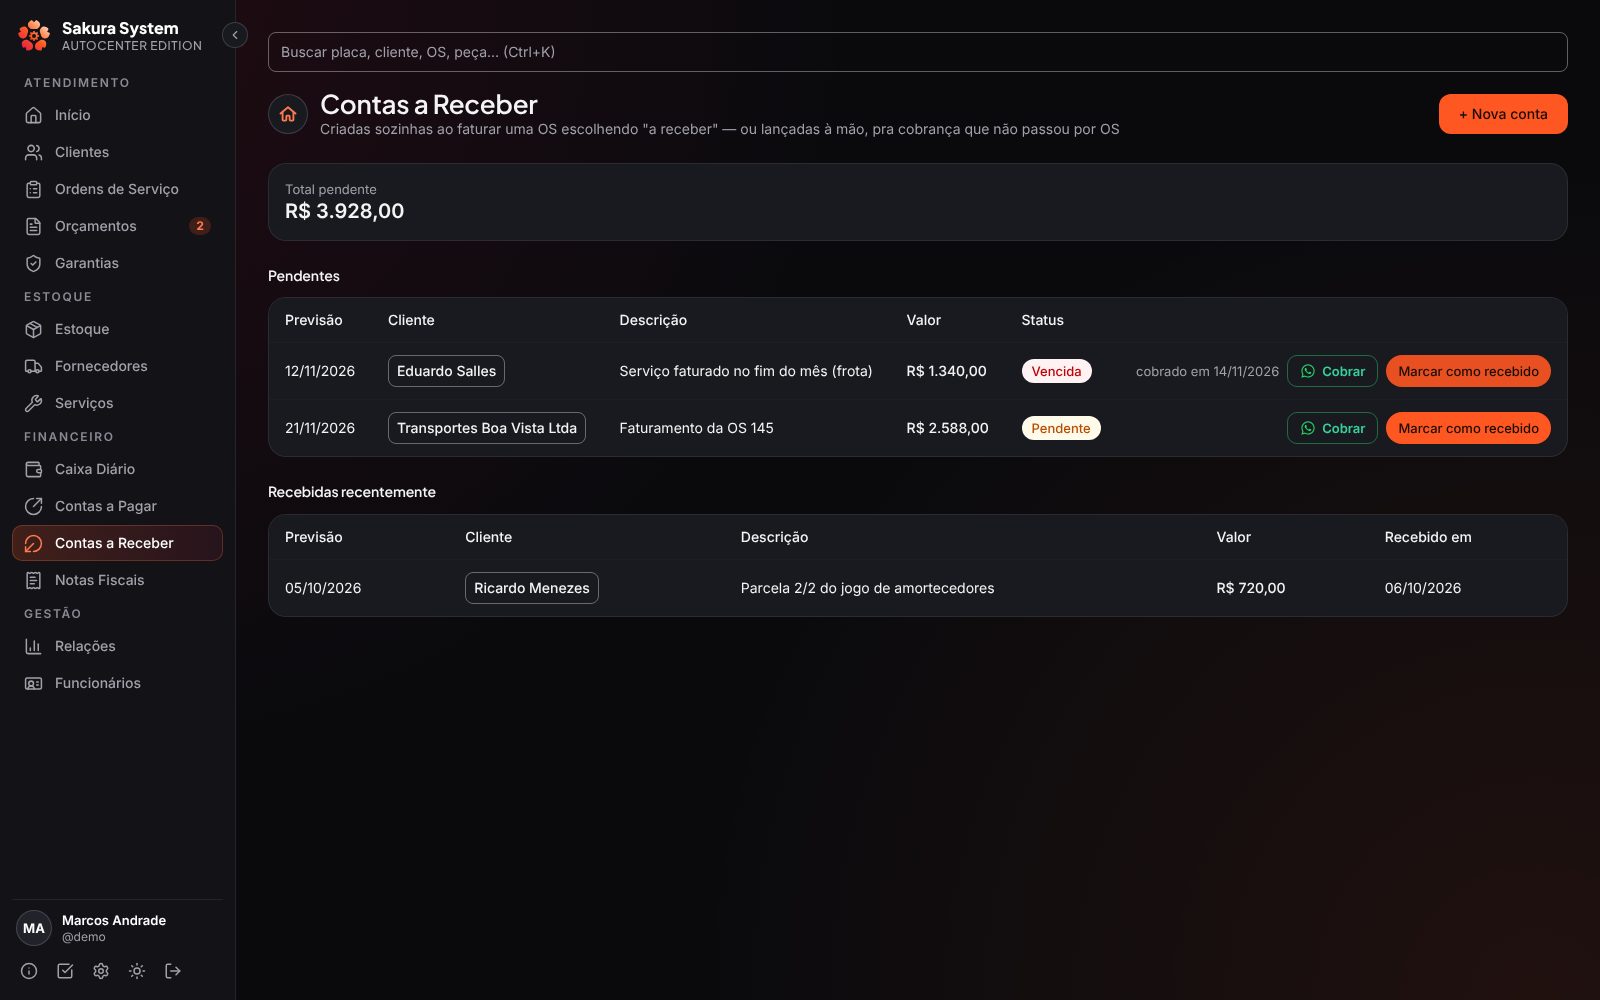 Sakura System
AUTOCENTER EDITION
ATENDIMENTO
Início
Clientes
Ordens de Serviço
Orçamentos 2
Garantias
ESTOQUE
Estoque
Fornecedores
Serviços
FINANCEIRO
Caixa Diário
Contas a Pagar
Contas a Receber
Notas Fiscais
GESTÃO
Relações
Funcionários
MA
Marcos Andrade
@demo
Buscar placa, cliente, OS, peça... (Ctrl+K)
Contas a Receber
Criadas sozinhas ao faturar uma OS escolhendo "a receber" — ou lançadas à mão, pra cobrança que não passou por OS
+ Nova conta
Total pendente
R$ 3.928,00
Pendentes
Previsão Cliente Descrição Valor Status
12/11/2026 Eduardo Salles Serviço faturado no fim do mês (frota) R$ 1.340,00 Vencida cobrado em 14/11/2026 Cobrar Marcar como recebido
21/11/2026 Transportes Boa Vista Ltda Faturamento da OS 145 R$ 2.588,00 Pendente Cobrar Marcar como recebido
Recebidas recentemente
Previsão Cliente Descrição Valor Recebido em
05/10/2026 Ricardo Menezes Parcela 2/2 do jogo de amortecedores R$ 720,00 06/10/2026